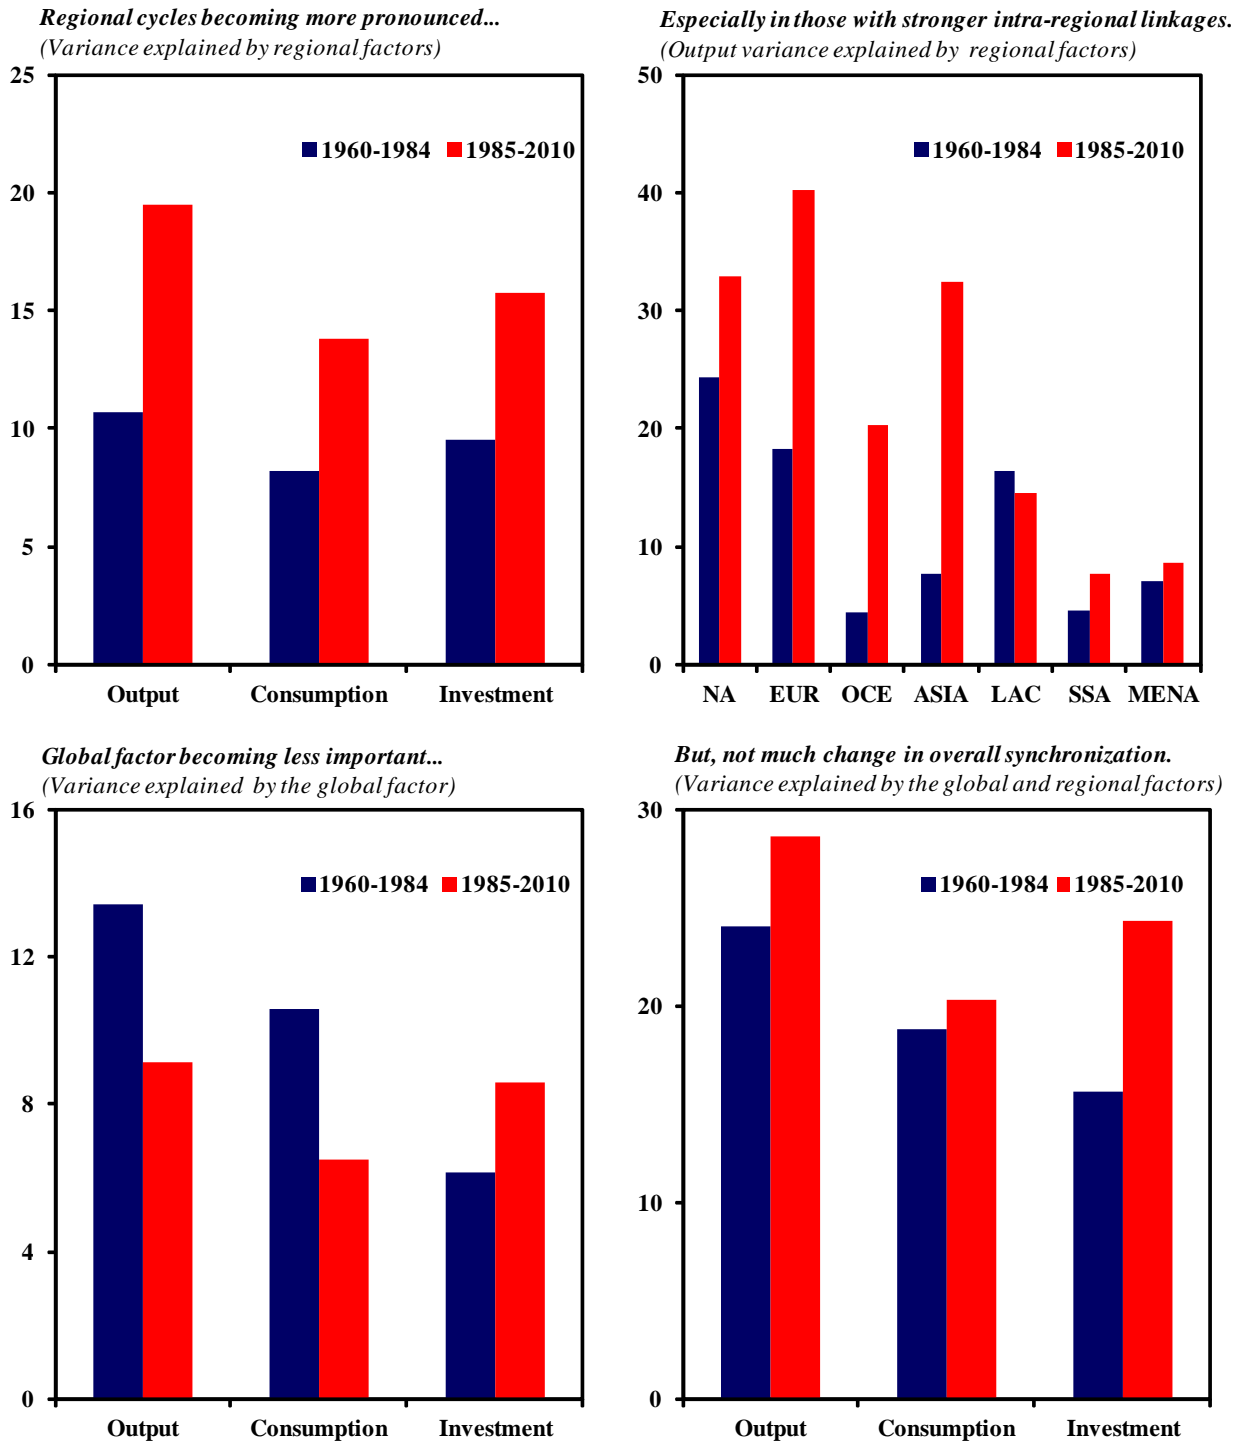 Regional cycles becoming more pronounced...
(Variance explained by regional factors)
25
20
15
10
5
0
1960-1984 1985-2010
Output Consumption Investment
Especially in those with stronger intra-regional linkages.
(Output variance explained by regional factors)
50
40
30
20
10
0
1960-1984 1985-2010
NA EUR OCE ASIA LAC SSA MENA
Global factor becoming less important...
(Variance explained by the global factor)
16
12
8
4
0
1960-1984 1985-2010
Output Consumption Investment
But, not much change in overall synchronization.
(Variance explained by the global and regional factors)
30
20
10
0
1960-1984 1985-2010
Output Consumption Investment